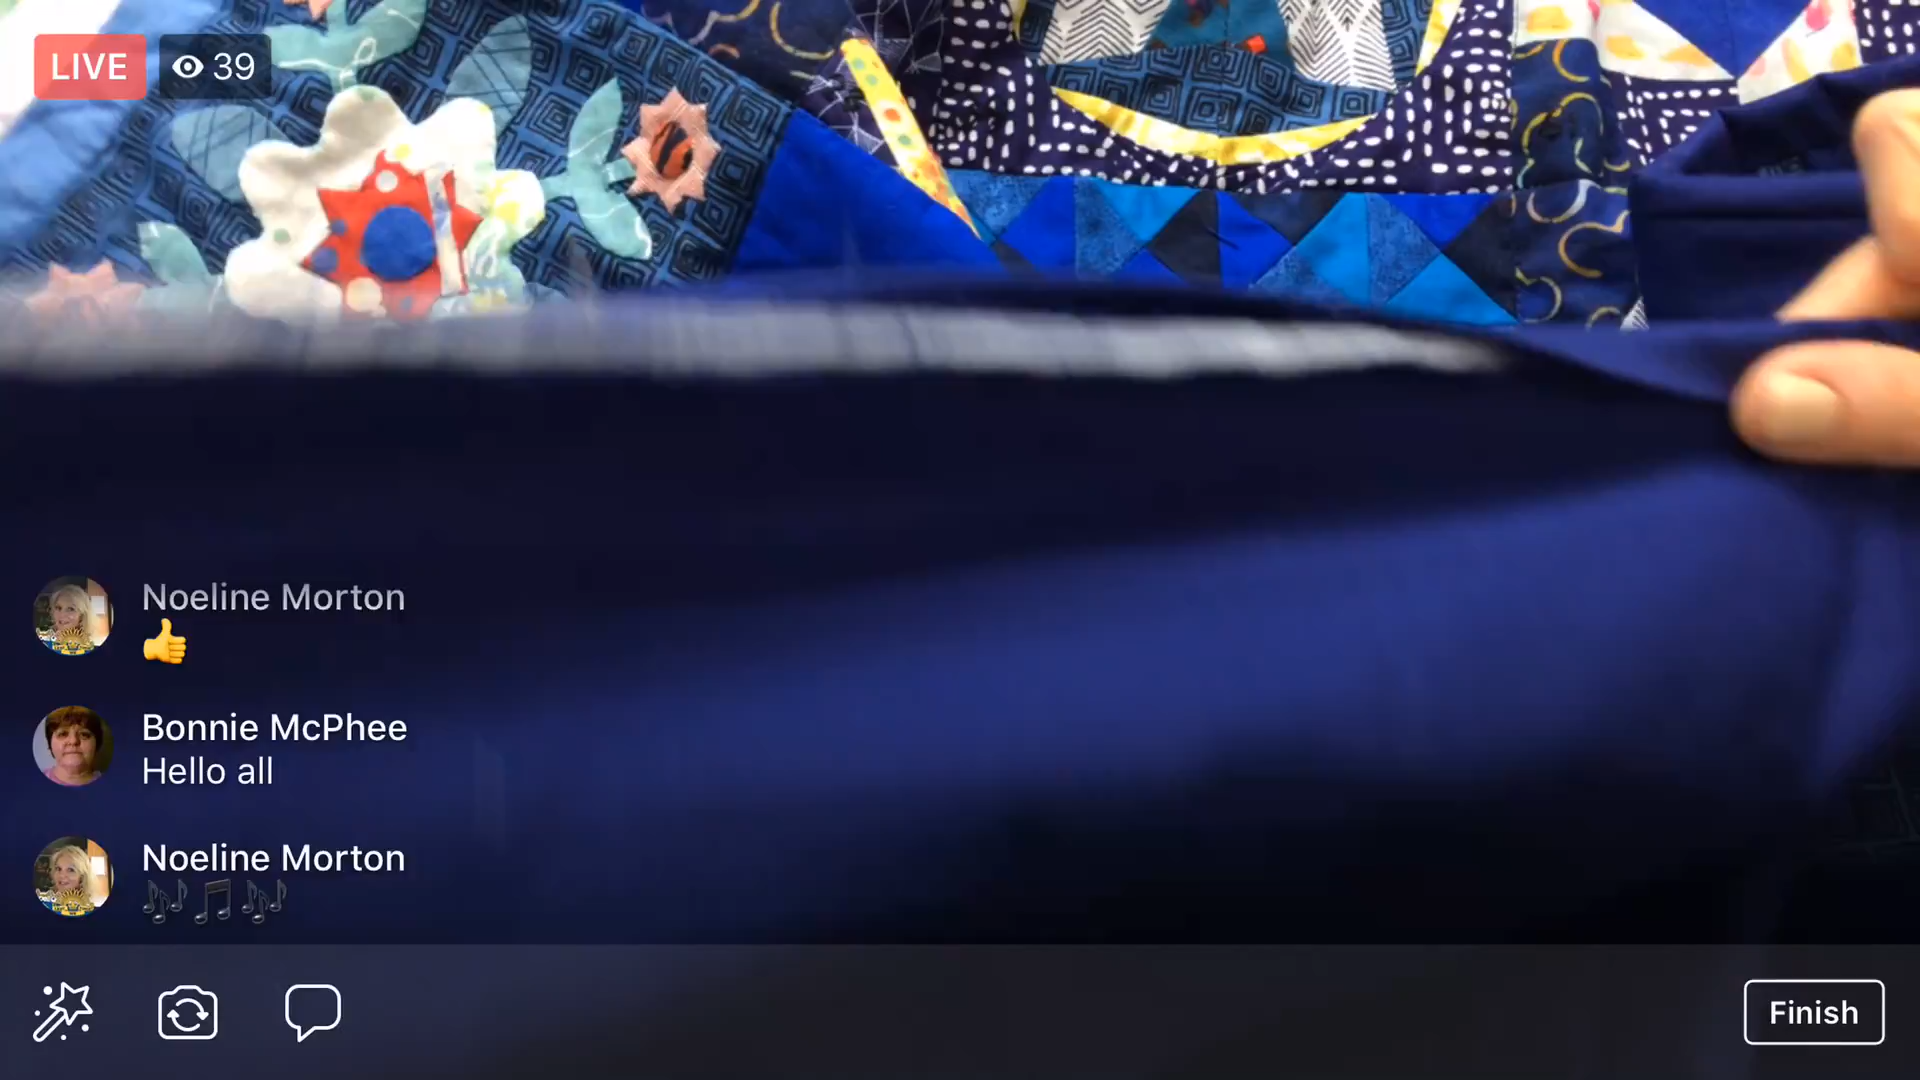 LIVE 39
Noeline Morton
👍
Bonnie McPhee
Hello all
Noeline Morton
🎶🎵🎶
Finish